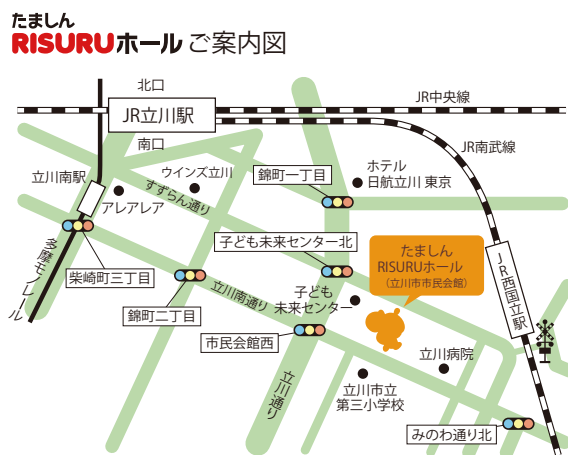 たましん
RISURUホール ご案内図
北口
JR中央線
JR立川駅
南口
JR南武線
立川南駅
ウインズ立川
錦町一丁目
ホテル
日航立川 東京
アレアレア
すずらん通り
多摩モノレール
柴崎町三丁目
子ども未来センター北
たましん
RISURUホール
（立川市市民会館）
JR西国立駅
立川南通り
錦町二丁目
子ども
未来センター
市民会館西
立川病院
立川通り
立川市立
第三小学校
みのわ通り北